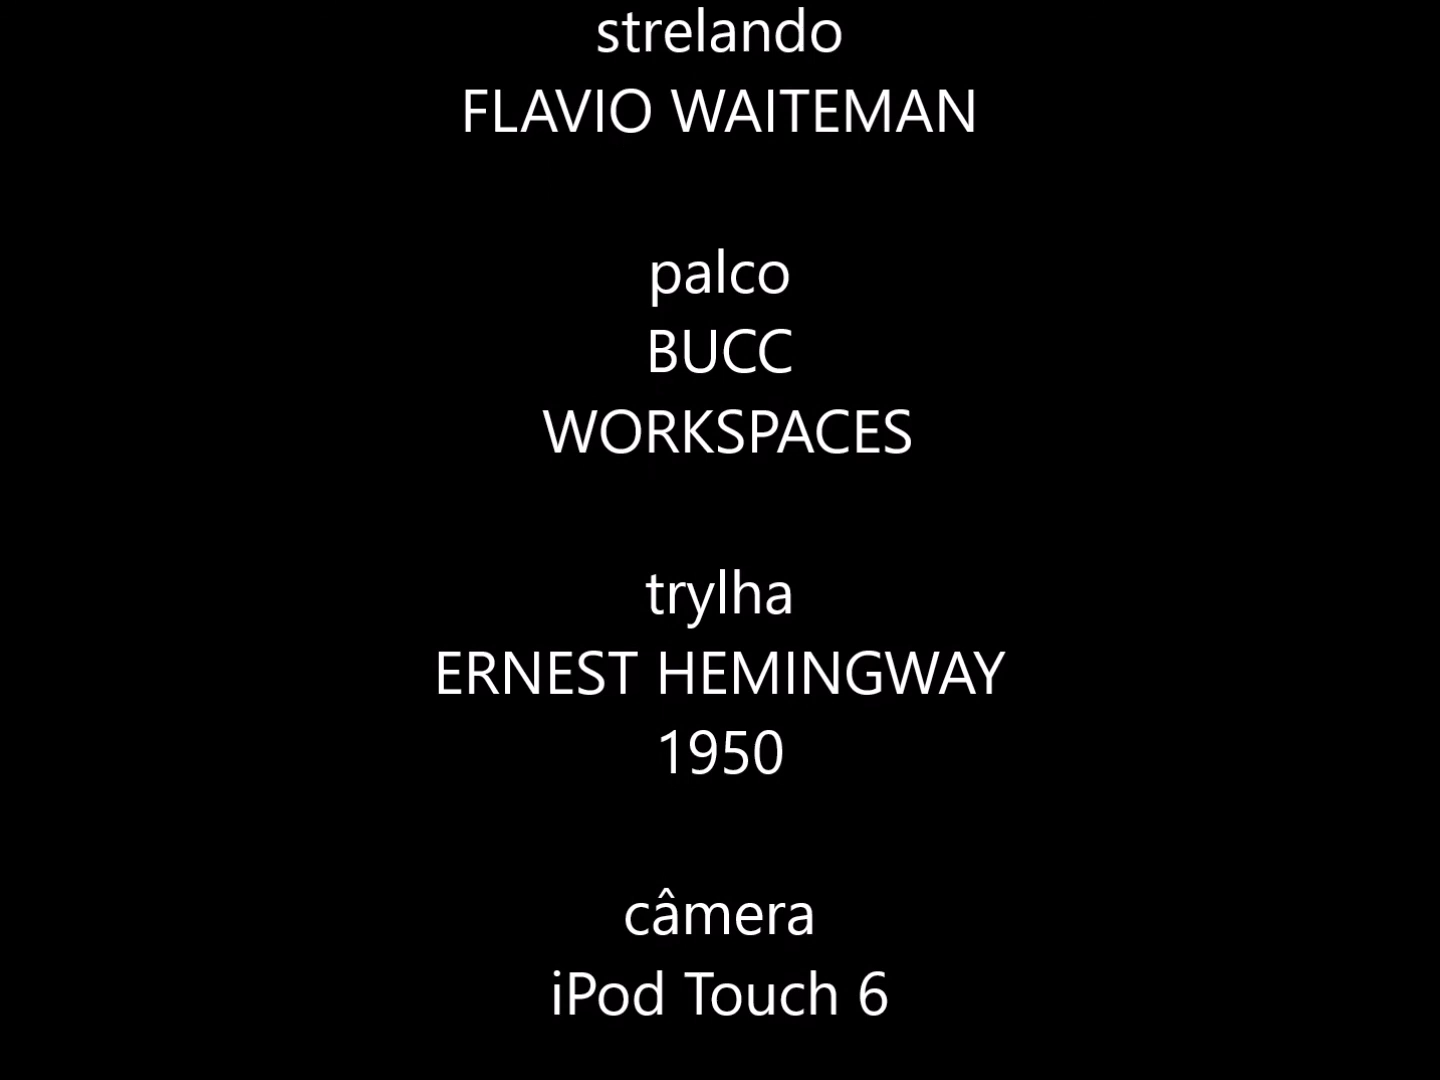 strelando
FLAVIO WAITEMAN
palco
BUCC
WORKSPACES
trylha
ERNEST HEMINGWAY
1950
câmera
iPod Touch 6